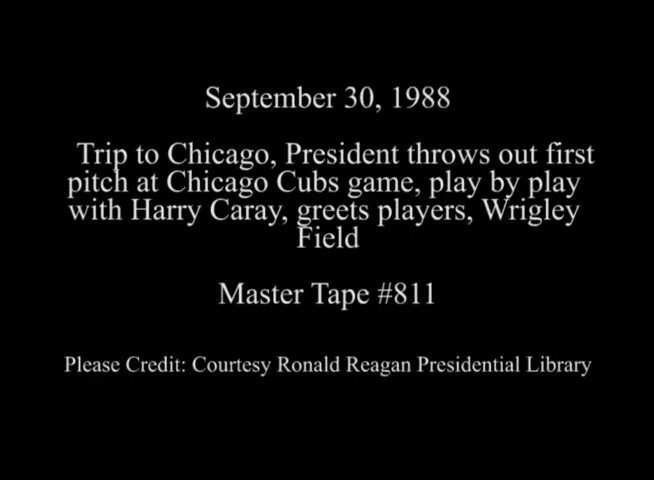 September 30, 1988
Trip to Chicago, President throws out first
pitch at Chicago Cubs game, play by play
with Harry Caray, greets players, Wrigley
Field
Master Tape #811
Please Credit: Courtesy Ronald Reagan Presidential Library